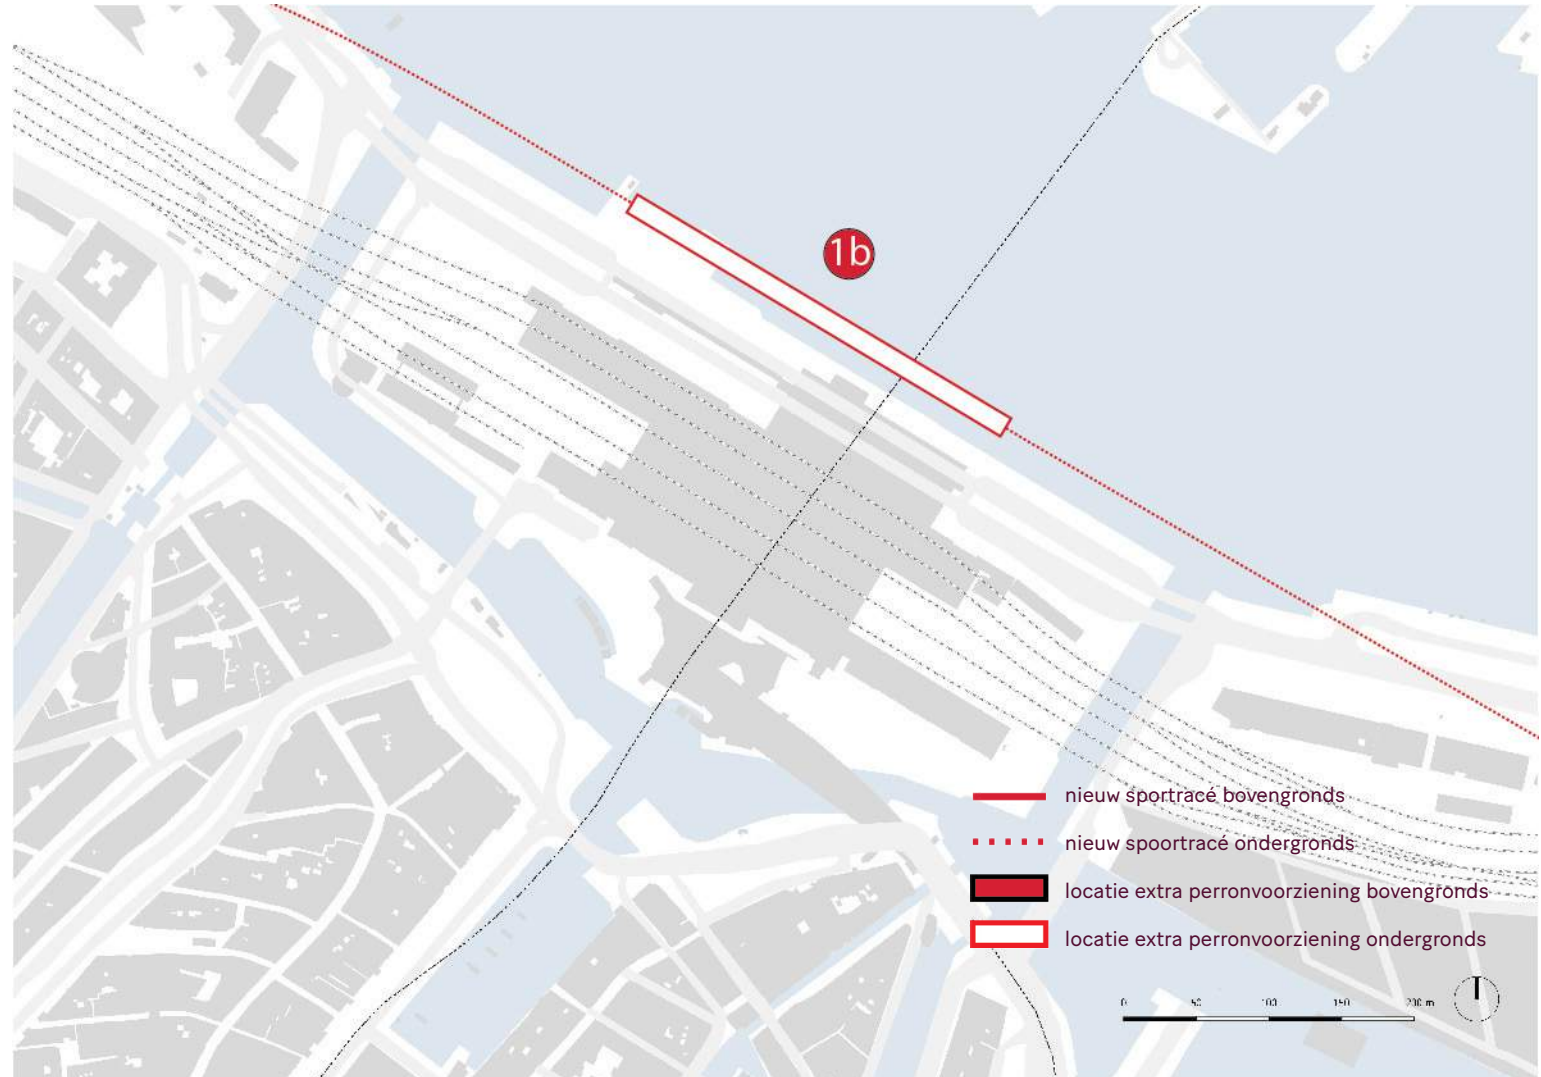 1b
nieuw sportracé bovengronds
nieuw spoortracé ondergronds
locatie extra perronvoorziening bovengronds
locatie extra perronvoorziening ondergronds
0 50 100 150 200 m